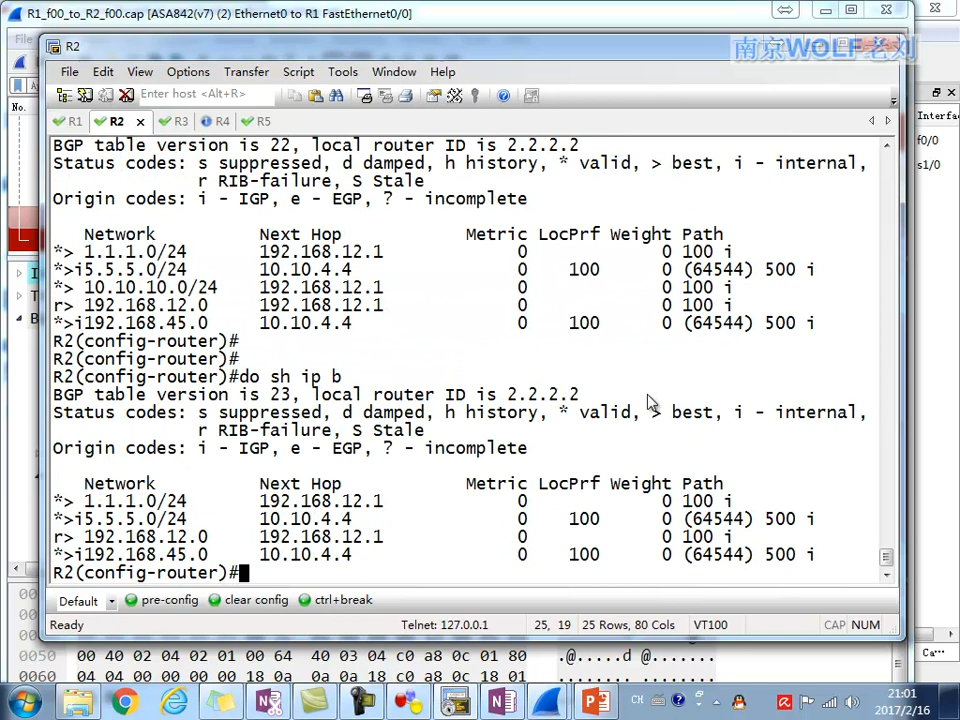 R1_f00_to_R2_f00.cap [ASA842(v7) (2) Ethernet0 to R1 FastEthernet0/0]
南京WOLF老刘
R2
File Edit View Options Transfer Script Tools Window Help
Enter host <Alt+R>
No.
Interfa
R1 R2 R3 R4 R5
f0/0
s1/0
BGP table version is 22, local router ID is 2.2.2.2
Status codes: s suppressed, d damped, h history, * valid, > best, i - internal,
r RIB-failure, S Stale
Origin codes: i - IGP, e - EGP, ? - incomplete
Network Next Hop Metric LocPrf Weight Path
*> 1.1.1.0/24 192.168.12.1 0 0 100 i
*>i5.5.5.0/24 10.10.4.4 0 100 0 (64544) 500 i
*> 10.10.10.0/24 192.168.12.1 0 0 100 i
r> 192.168.12.0 192.168.12.1 0 0 100 i
*>i192.168.45.0 10.10.4.4 0 100 0 (64544) 500 i
R2(config-router)#
R2(config-router)#
R2(config-router)#do sh ip b
BGP table version is 23, local router ID is 2.2.2.2
Status codes: s suppressed, d damped, h history, * valid, > best, i - internal,
r RIB-failure, S Stale
Origin codes: i - IGP, e - EGP, ? - incomplete
Network Next Hop Metric LocPrf Weight Path
*> 1.1.1.0/24 192.168.12.1 0 0 100 i
*>i5.5.5.0/24 10.10.4.4 0 100 0 (64544) 500 i
r> 192.168.12.0 192.168.12.1 0 0 100 i
*>i192.168.45.0 10.10.4.4 0 100 0 (64544) 500 i
R2(config-router)#
Default pre-config clear config ctrl+break
Ready Telnet: 127.0.0.1 25, 19 25 Rows, 80 Cols VT100 CAP NUM
Ca…
0050 00 40 02 04 02 01 00 64 40 03 04 c0 a8 0c 01 80 .@.....d @.......
0060 04 04 00 00 00 00 18 0a 0a 0a 18 01 01 01 ........ ........
CH
21:01
2017/2/16